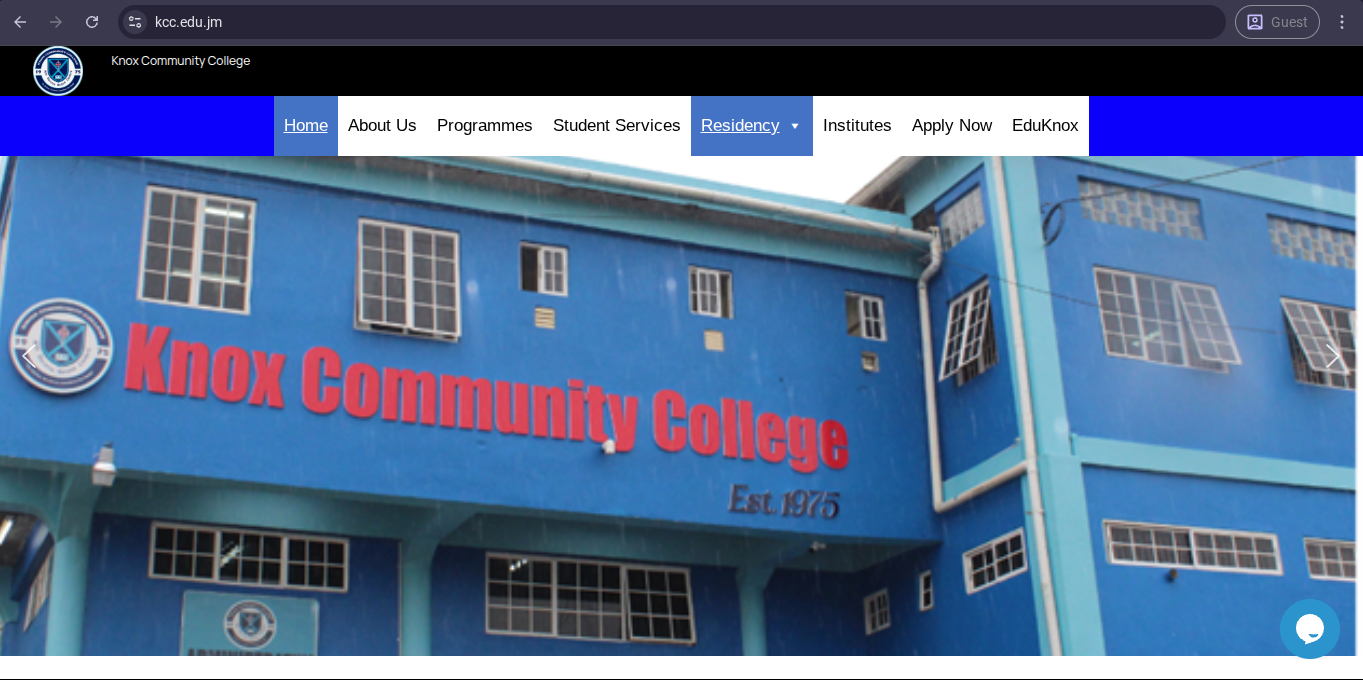 kcc.edu.jm
Guest
Knox Community College
Home
About Us
Programmes
Student Services
Residency
Institutes
Apply Now
EduKnox
Knox Community College
Est. 1975